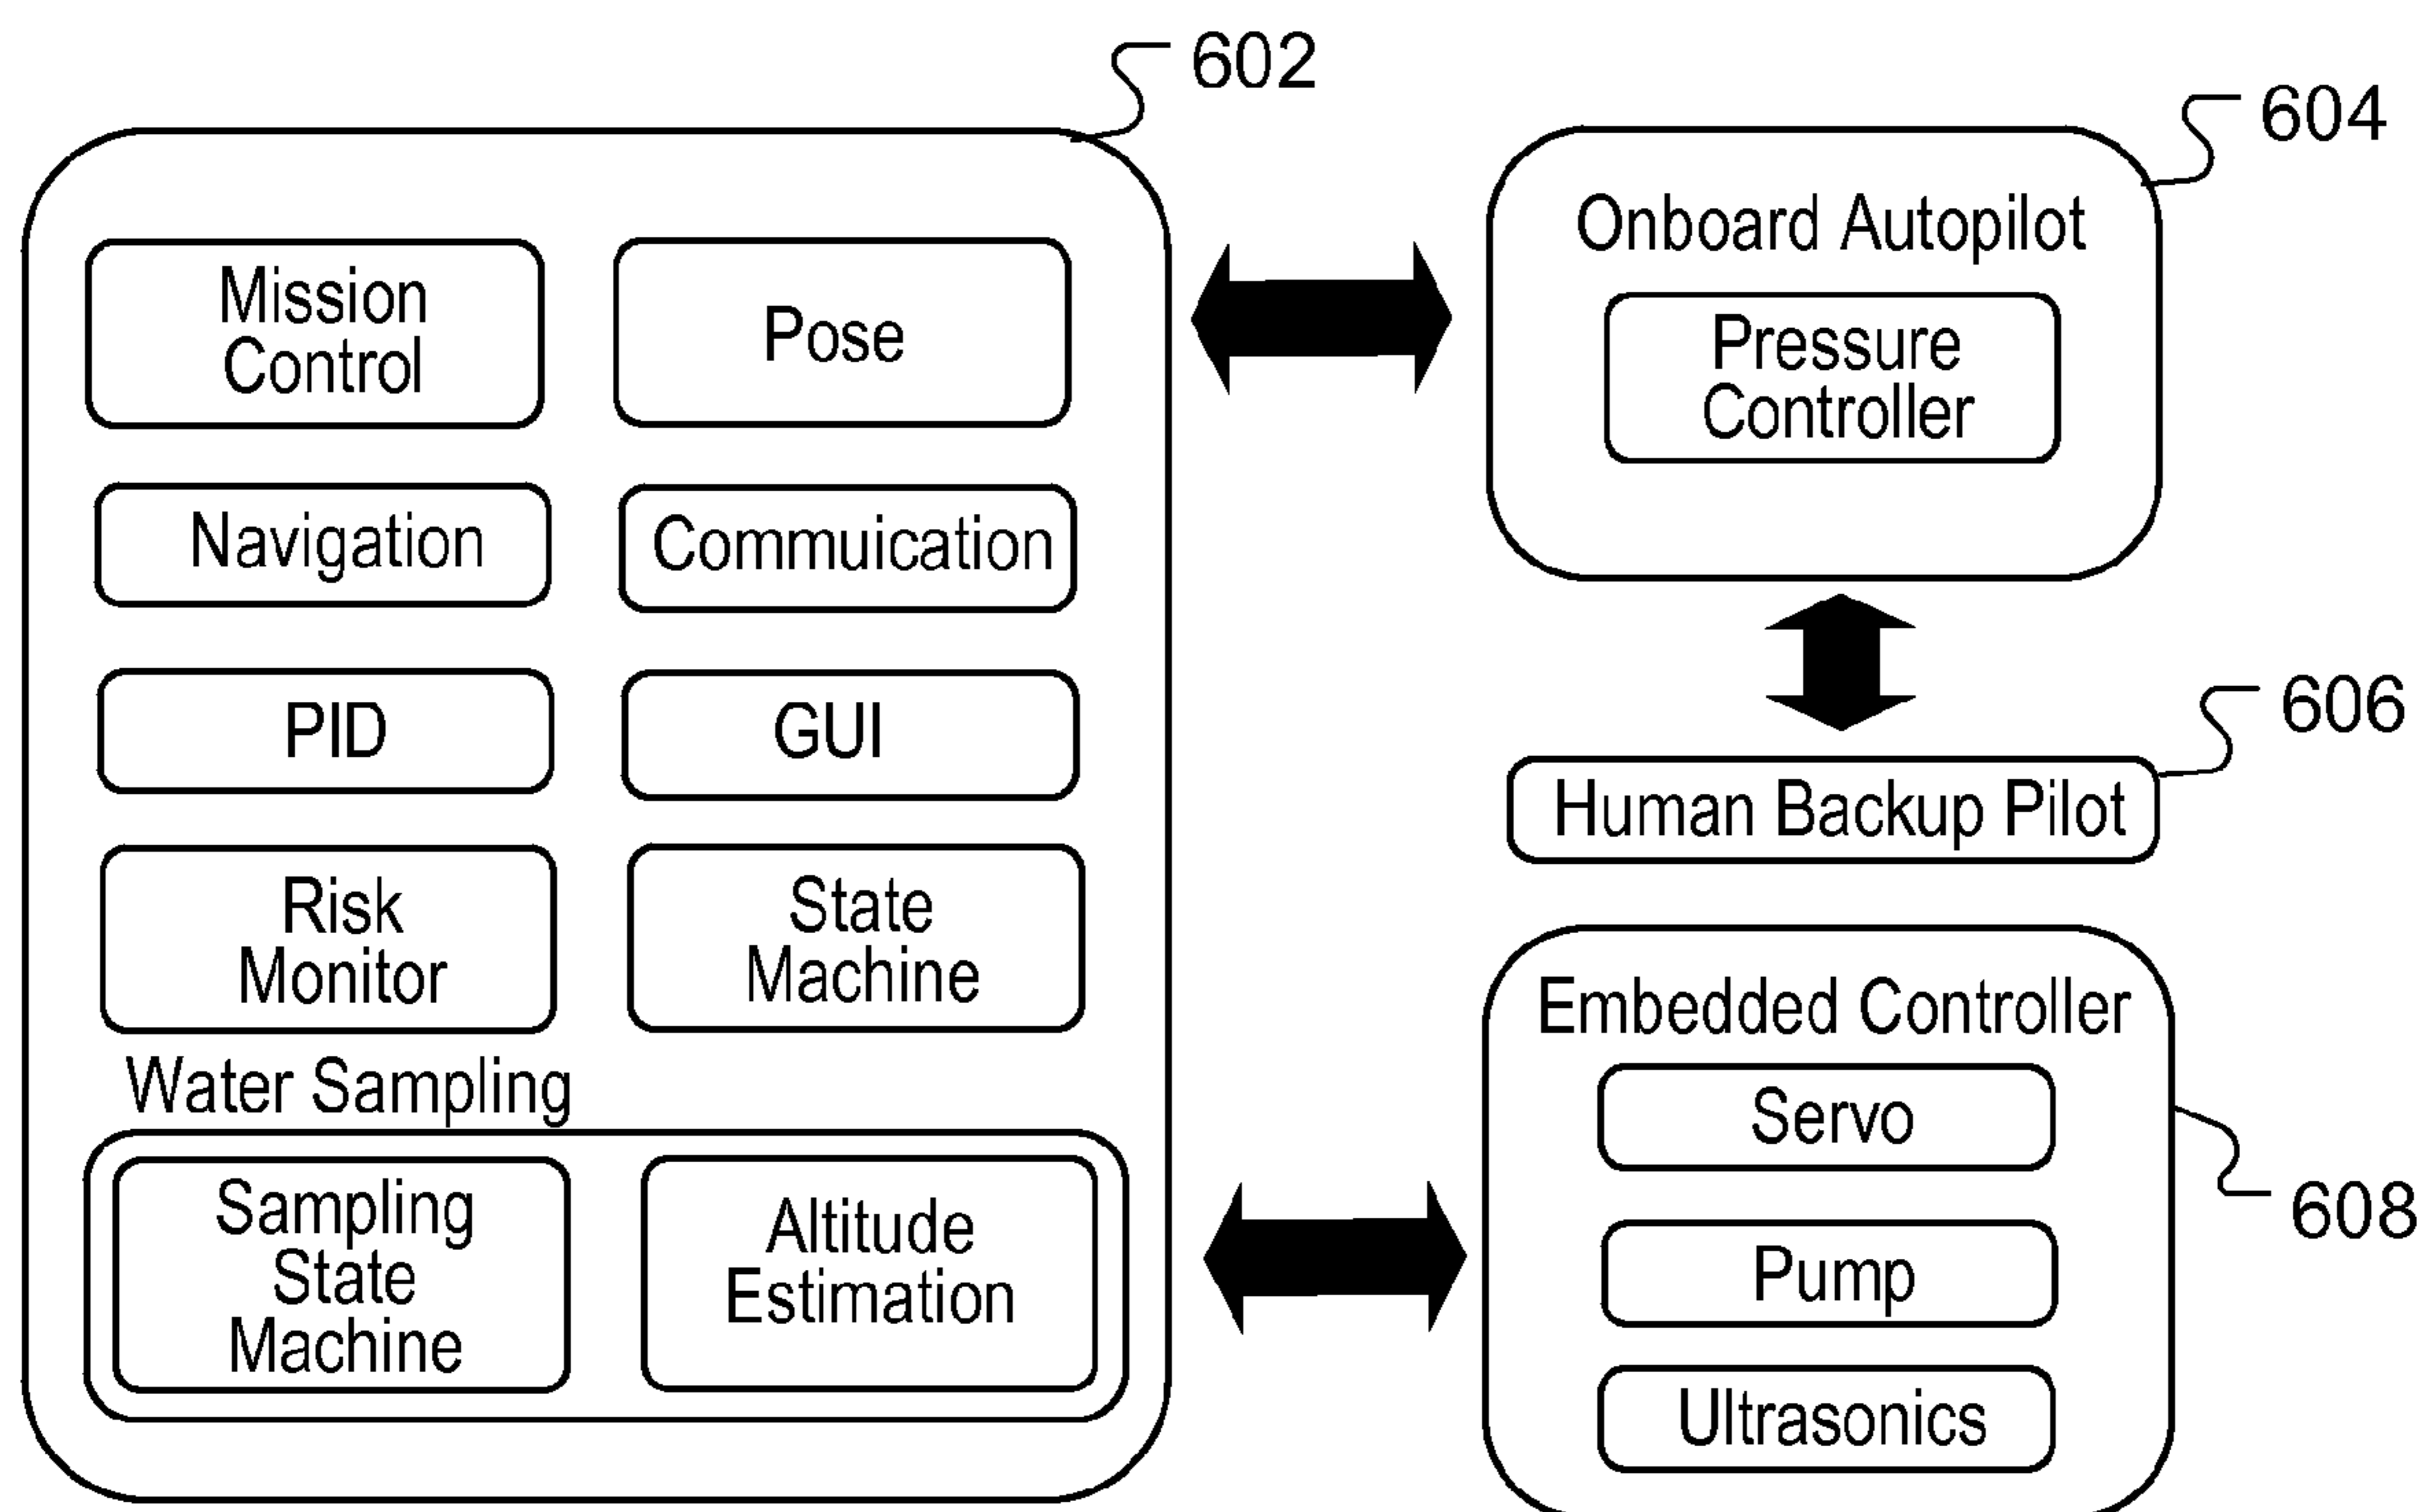 602
604
Mission
Control
Pose
Navigation
Commuication
PID
GUI
Risk
Monitor
State
Machine
Water Sampling
Sampling
State
Machine
Altitude
Estimation
Onboard Autopilot
Pressure
Controller
606
Human Backup Pilot
Embedded Controller
Servo
Pump
Ultrasonics
608